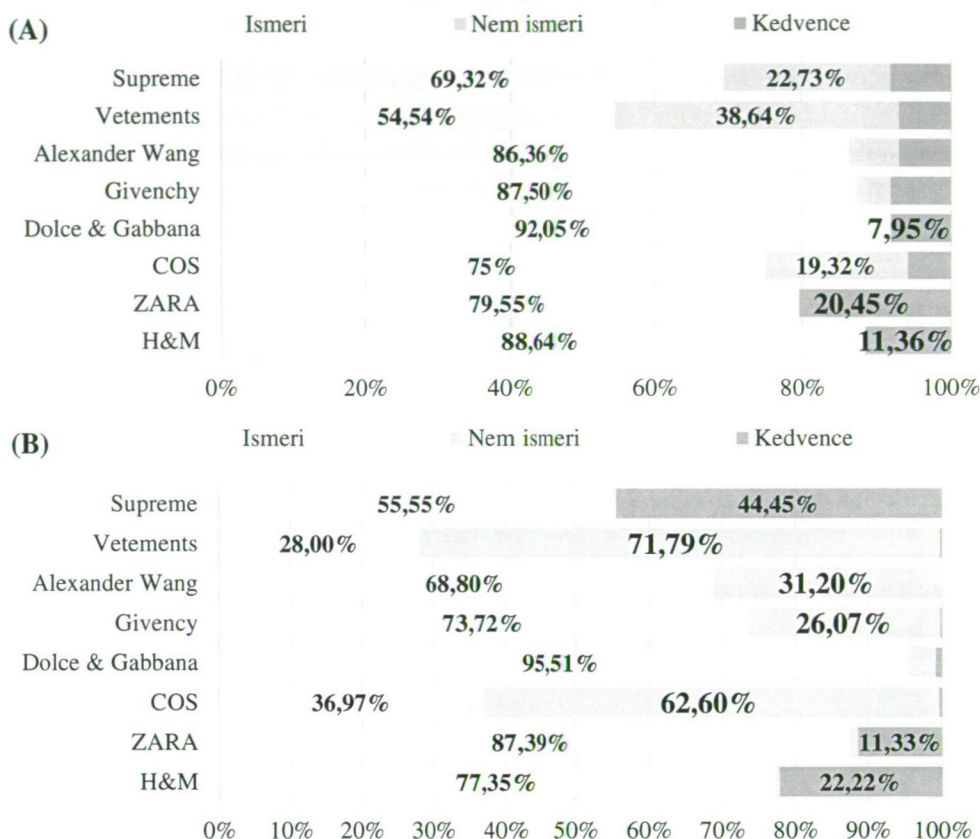 (A)
Ismeri Nem ismeri Kedvence
Supreme 69,32% 22,73%
Vetements 54,54% 38,64%
Alexander Wang 86,36%
Givenchy 87,50%
Dolce & Gabbana 92,05% 7,95%
COS 75% 19,32%
ZARA 79,55% 20,45%
H&M 88,64% 11,36%
0% 20% 40% 60% 80% 100%
(B)
Ismeri Nem ismeri Kedvence
Supreme 55,55% 44,45%
Vetements 28,00% 71,79%
Alexander Wang 68,80% 31,20%
Givency 73,72% 26,07%
Dolce & Gabbana 95,51%
COS 36,97% 62,60%
ZARA 87,39% 11,33%
H&M 77,35% 22,22%
0% 10% 20% 30% 40% 50% 60% 70% 80% 90% 100%